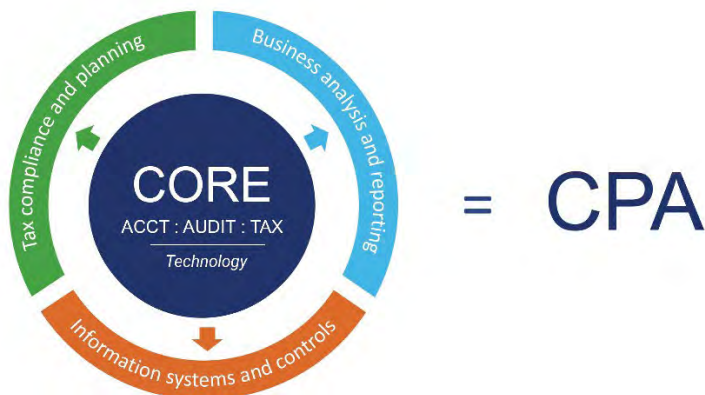 Tax compliance and planning
Business analysis and reporting
CORE
ACCT : AUDIT : TAX
Technology
Information systems and controls
= CPA